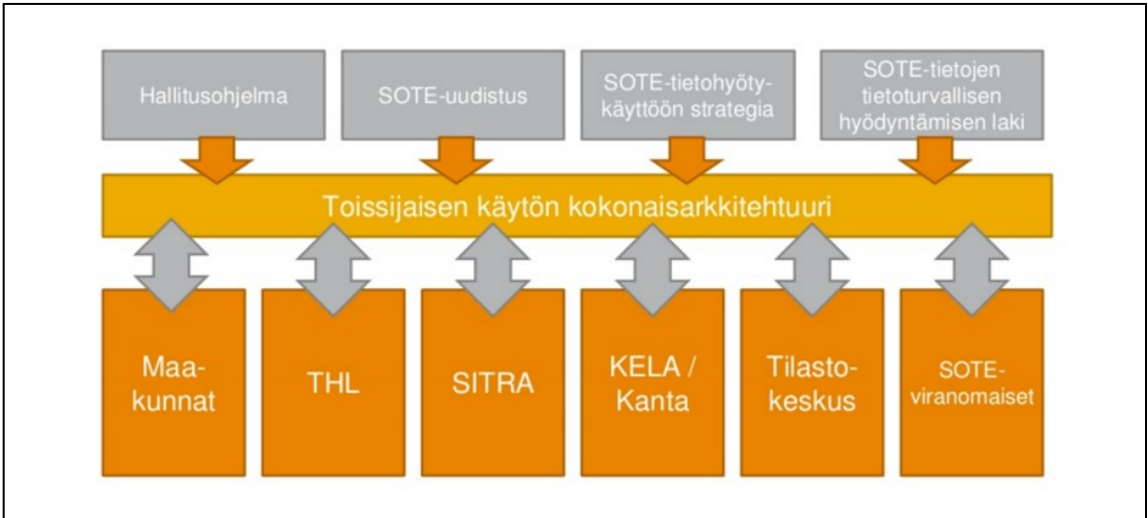 Hallitusohjelma
SOTE-uudistus
SOTE-tietohyöty-
käyttöön strategia
SOTE-tietojen
tietoturvallisen
hyödyntämisen laki
Toissijaisen käytön kokonaisarkkitehtuuri
Maa-
kunnat
THL
SITRA
KELA /
Kanta
Tilasto-
keskus
SOTE-
viranomaiset